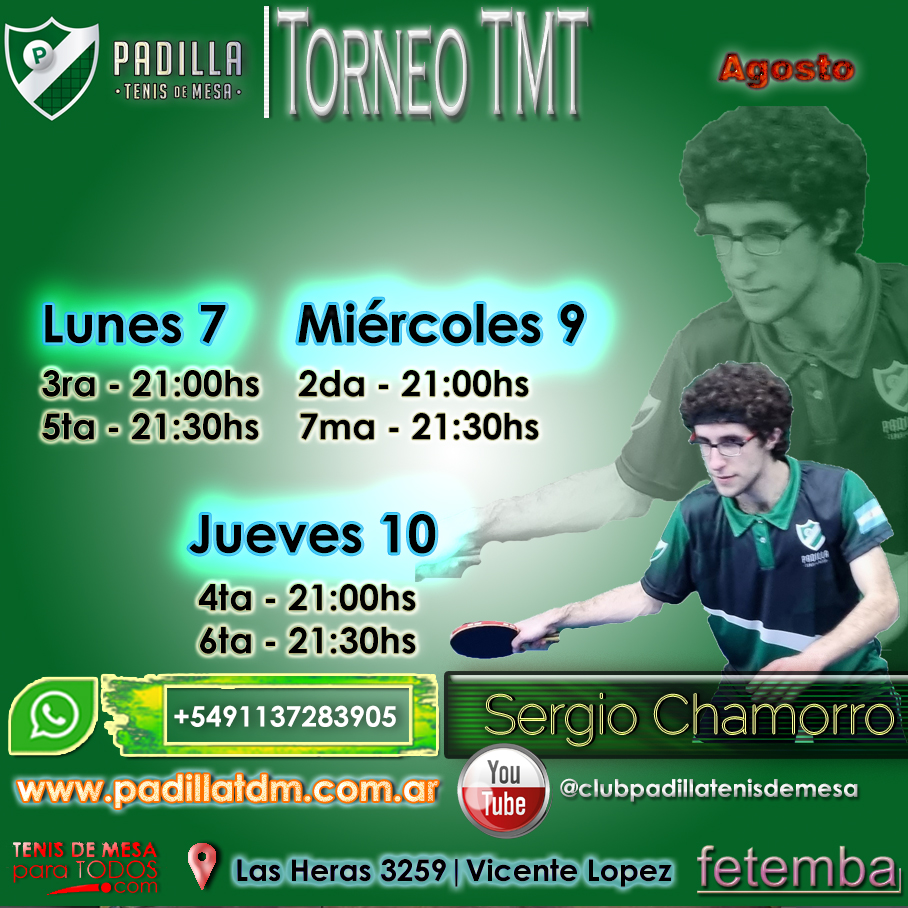 P
PADILLA
• TENIS DE MESA •
TORNEO TMT
Agosto
Lunes 7
3ra - 21:00hs
5ta - 21:30hs
Miércoles 9
2da - 21:00hs
7ma - 21:30hs
Jueves 10
4ta - 21:00hs
6ta - 21:30hs
PADILLA
+5491137283905
Sergio Chamorro
www.padillatdm.com.ar
You
Tube
@clubpadillatenisdemesa
TENIS DE MESA
para TODOS
.com
Las Heras 3259|Vicente Lopez
fetemba